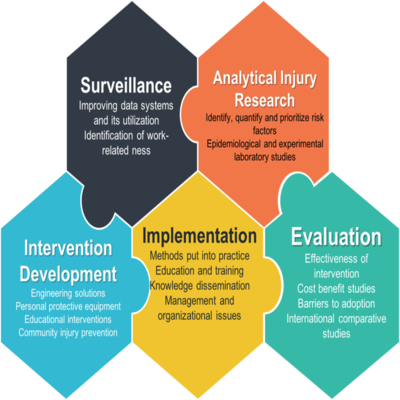 Surveillance
Improving data systems
and its utilization
Identification of work-
related ness
Analytical Injury
Research
Identify, quantify and prioritize risk
factors
Epidemiological and experimental
laboratory studies
Intervention
Development
Engineering solutions
Personal protective equipment
Educational interventions
Community injury prevention
Implementation
Methods put into practice
Education and training
Knowledge dissemination
Management and
organizational issues
Evaluation
Effectiveness of
intervention
Cost benefit studies
Barriers to adoption
International comparative
studies